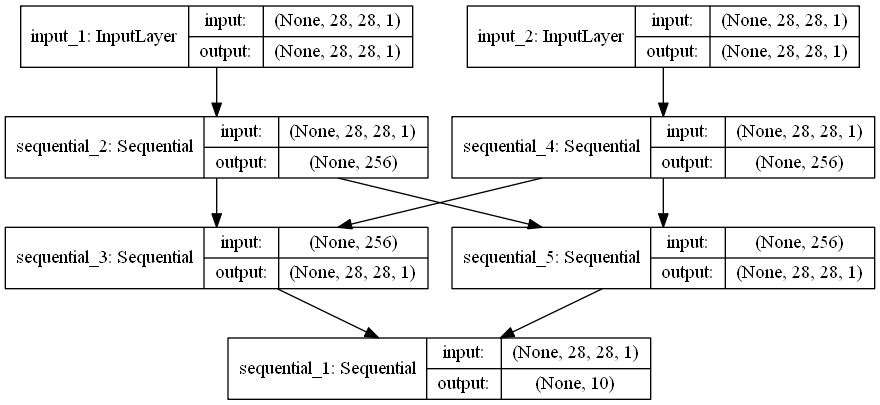 input_1: InputLayer input: (None, 28, 28, 1)
output: (None, 28, 28, 1)
input_2: InputLayer input: (None, 28, 28, 1)
output: (None, 28, 28, 1)
sequential_2: Sequential input: (None, 28, 28, 1)
output: (None, 256)
sequential_4: Sequential input: (None, 28, 28, 1)
output: (None, 256)
sequential_3: Sequential input: (None, 256)
output: (None, 28, 28, 1)
sequential_5: Sequential input: (None, 256)
output: (None, 28, 28, 1)
sequential_1: Sequential input: (None, 28, 28, 1)
output: (None, 10)